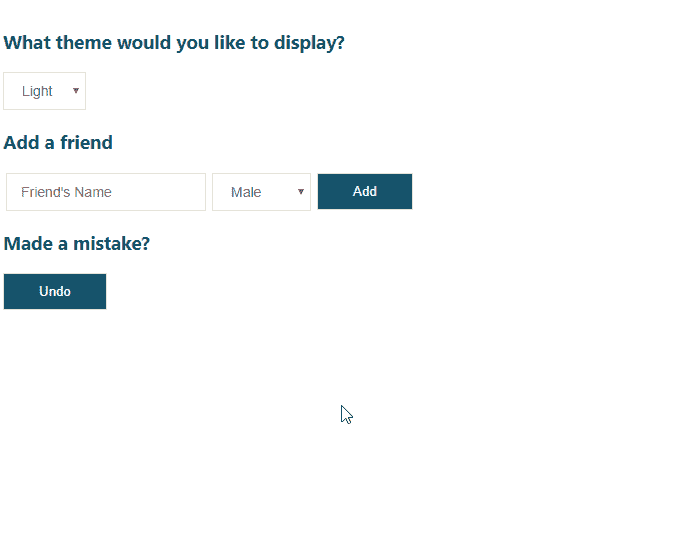 What theme would you like to display?
Light
Add a friend
Friend's Name Male Add
Made a mistake?
Undo